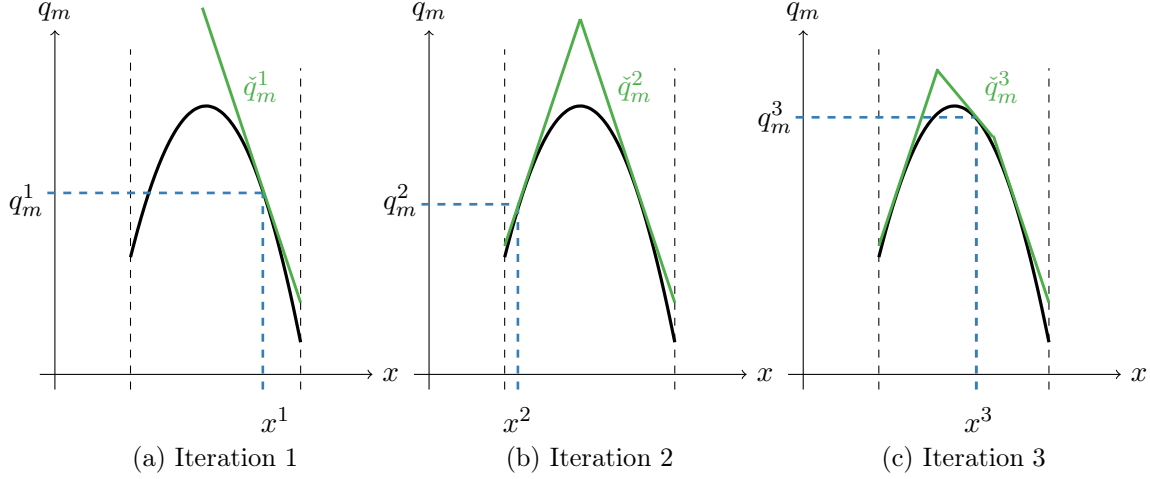 q_m
q̌_m^1
q_m^1
x
x^1
(a) Iteration 1
q_m
q̌_m^2
q_m^2
x
x^2
(b) Iteration 2
q_m
q̌_m^3
q_m^3
x
x^3
(c) Iteration 3